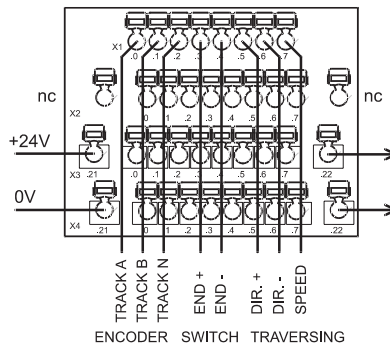 X1
.0 .1 .2 .3 .4 .5 .6 .7
nc nc
X2
.0 .1 .2 .3 .4 .5 .6 .7
+24V
X3 .21 .0 .1 .2 .3 .4 .5 .6 .7 .22
0V
X4 .21 .0 .1 .2 .3 .4 .5 .6 .7 .22
TRACK A
TRACK B
TRACK N
END +
END -
DIR. +
DIR. -
SPEED
ENCODER SWITCH TRAVERSING